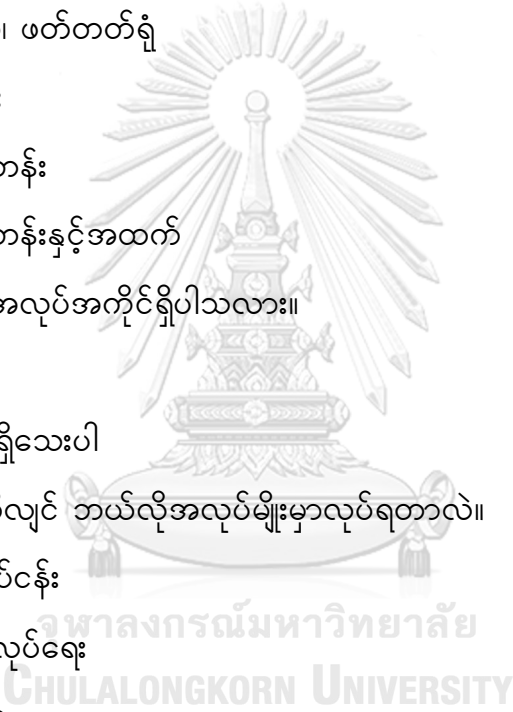 ဖတ်တတ်ရုံ
တန်း
တန်းနှင့်အထက်
အလုပ်အကိုင်ရှိပါသလား။
ရှိသေးပါ
လျှင် ဘယ်လိုအလုပ်မျိုးမှာလုပ်ရတာလဲ။
ပ်ငန်း
လုပ်ရေး
จุฬาลงกรณ์มหาวิทยาลัย
CHULALONGKORN UNIVERSITY